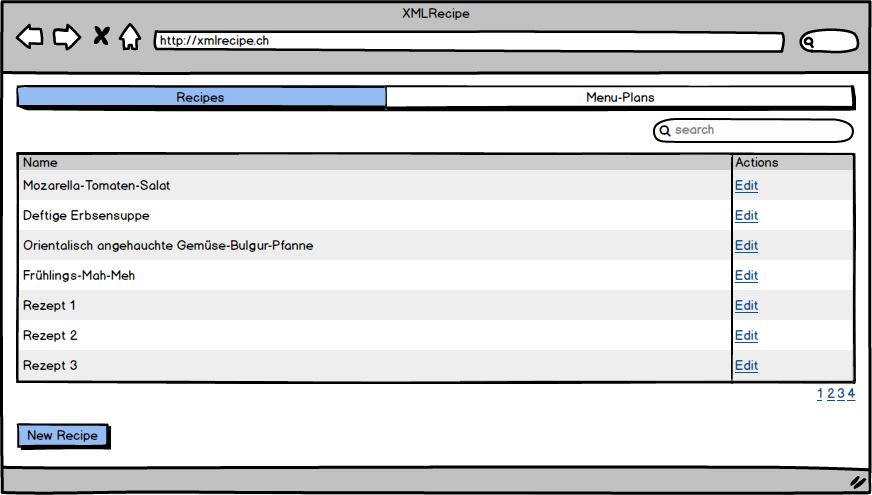 XMLRecipe
http://xmlrecipe.ch
Recipes Menu-Plans
search
Name Actions
Mozarella-Tomaten-Salat Edit
Deftige Erbsensuppe Edit
Orientalisch angehauchte Gemüse-Bulgur-Pfanne Edit
Frühlings-Mah-Meh Edit
Rezept 1 Edit
Rezept 2 Edit
Rezept 3 Edit
1 2 3 4
New Recipe